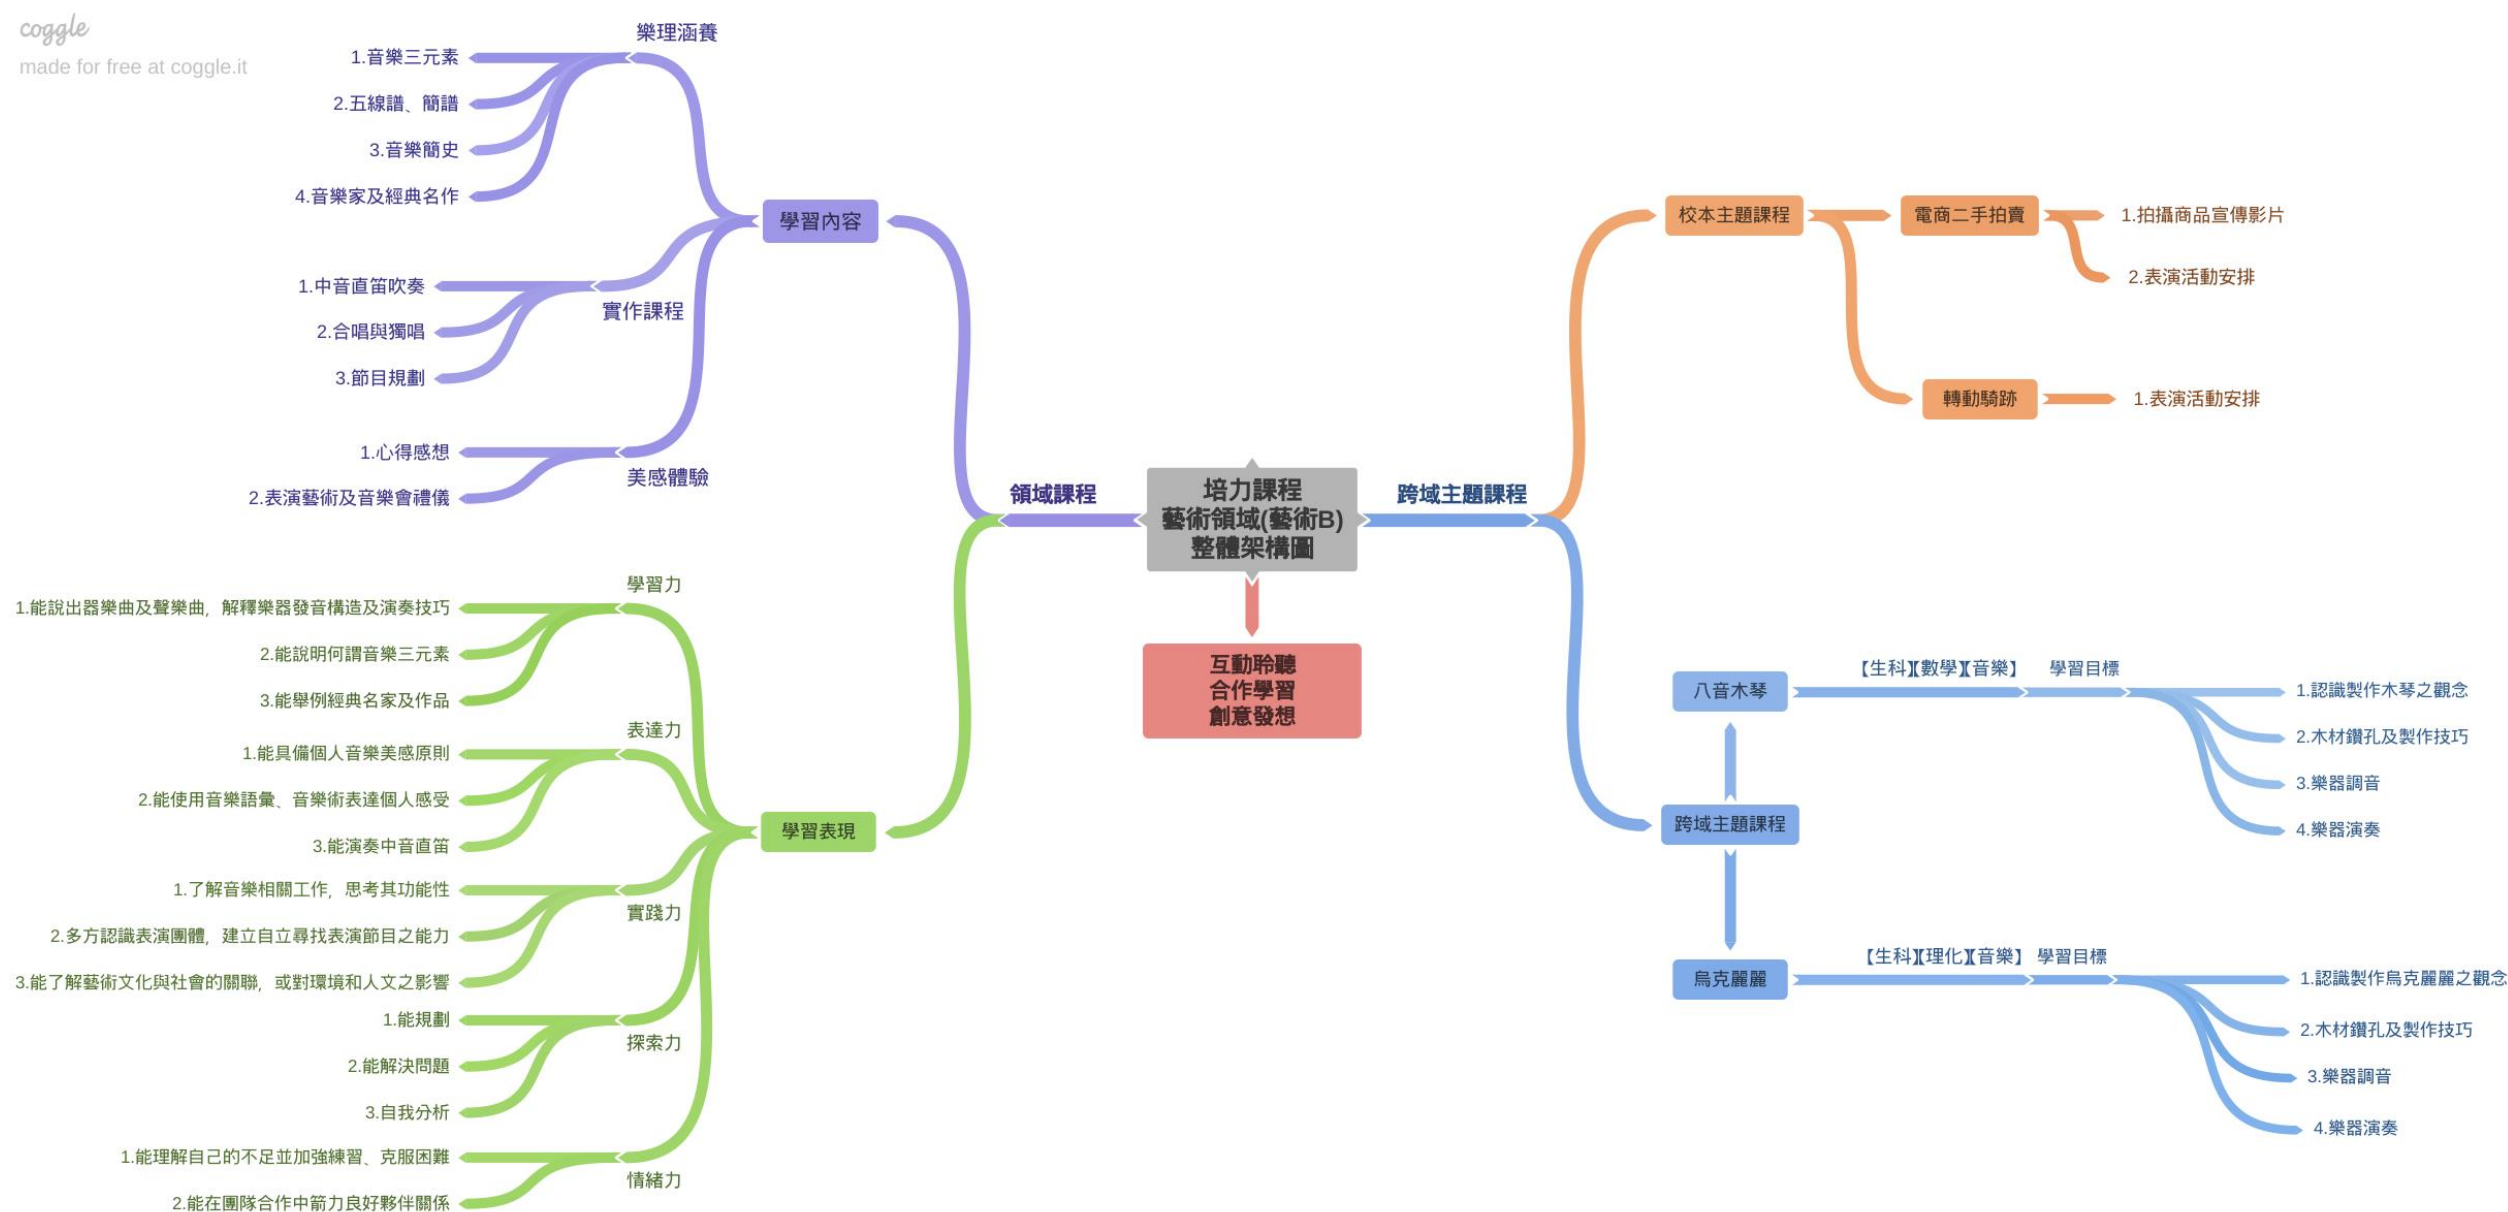 coggle
made for free at coggle.it
培力課程
藝術領域(藝術B)
整體架構圖
互動聆聽
合作學習
創意發想
領域課程
學習內容
樂理涵養
1.音樂三元素
2.五線譜、簡譜
3.音樂簡史
4.音樂家及經典名作
實作課程
1.中音直笛吹奏
2.合唱與獨唱
3.節目規劃
美感體驗
1.心得感想
2.表演藝術及音樂會禮儀
學習表現
學習力
1.能說出器樂曲及聲樂曲，解釋樂器發音構造及演奏技巧
2.能說明何謂音樂三元素
3.能舉例經典名家及作品
表達力
1.能具備個人音樂美感原則
2.能使用音樂語彙、音樂術表達個人感受
3.能演奏中音直笛
實踐力
1.了解音樂相關工作，思考其功能性
2.多方認識表演團體，建立自立尋找表演節目之能力
3.能了解藝術文化與社會的關聯，或對環境和人文之影響
探索力
1.能規劃
2.能解決問題
3.自我分析
情緒力
1.能理解自己的不足並加強練習、克服困難
2.能在團隊合作中箭力良好夥伴關係
跨域主題課程
校本主題課程
電商二手拍賣
1.拍攝商品宣傳影片
2.表演活動安排
轉動騎跡
1.表演活動安排
跨域主題課程
八音木琴
【生科】【數學】【音樂】
學習目標
1.認識製作木琴之觀念
2.木材鑽孔及製作技巧
3.樂器調音
4.樂器演奏
烏克麗麗
【生科】【理化】【音樂】
學習目標
1.認識製作烏克麗麗之觀念
2.木材鑽孔及製作技巧
3.樂器調音
4.樂器演奏